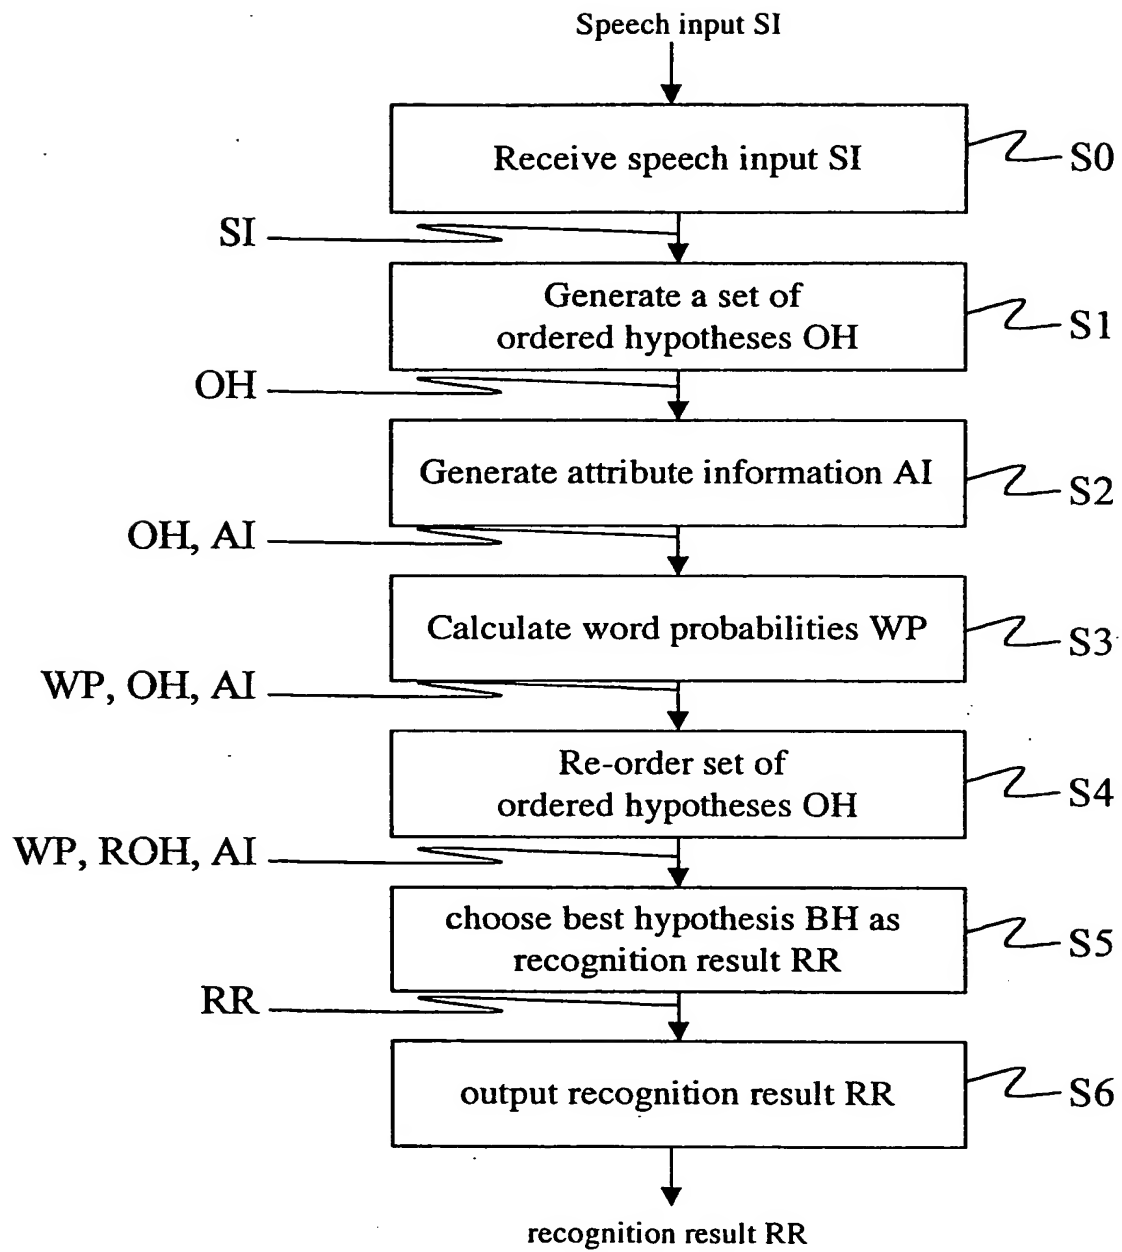 Speech input SI
Receive speech input SI
S0
SI
Generate a set of
ordered hypotheses OH
S1
OH
Generate attribute information AI
S2
OH, AI
Calculate word probabilities WP
S3
WP, OH, AI
Re-order set of
ordered hypotheses OH
S4
WP, ROH, AI
choose best hypothesis BH as
recognition result RR
S5
RR
output recognition result RR
S6
recognition result RR